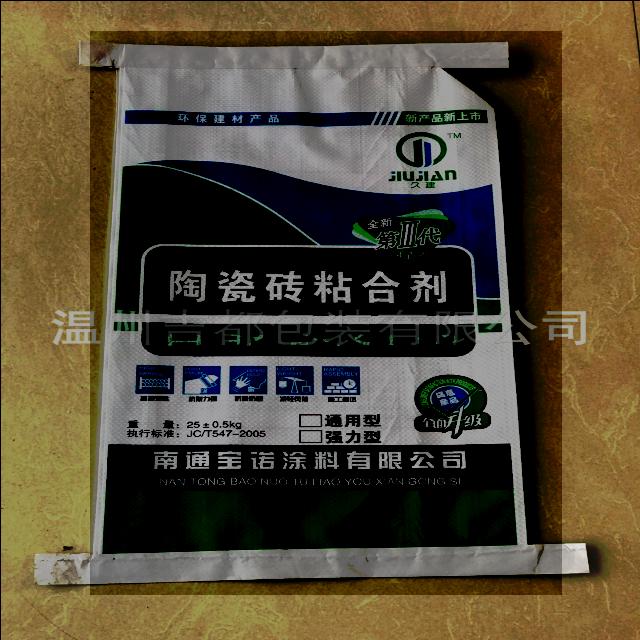 环保建材产品
新产品新上市
TM
JIUJIAN
久建
全新
第II代
陶瓷砖粘合剂
温州吉都包装有限公司
重 量: 25±0.5kg
执行标准: JC/T547-2005
通用型
强力型
升级
南通宝诺涂料有限公司
NAN TONG BAO NUO TU LIAO YOU XIAN GONG SI